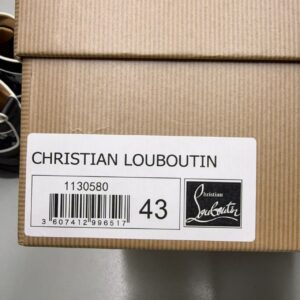 CHRISTIAN LOUBOUTIN
1130580
43
3 607412 996517
Christian
Louboutin